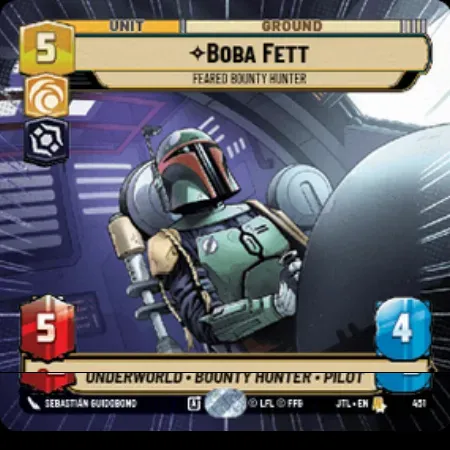 UNIT GROUND
5
BOBA FETT
FEARED BOUNTY HUNTER
5
4
UNDERWORLD • BOUNTY HUNTER • PILOT
SEBASTIÁN GUIDOBONO A © LFL © FFG JTL • EN 451